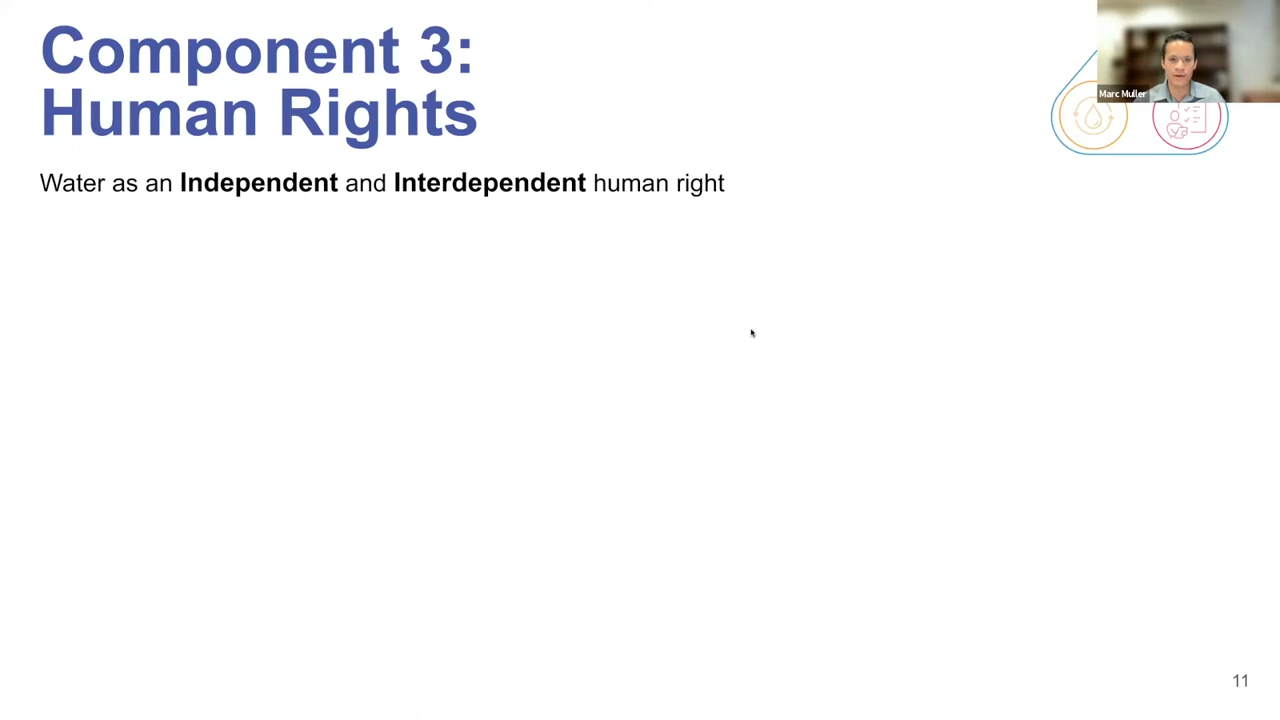 Component 3:
Human Rights
Marc Muller
Water as an Independent and Interdependent human right
11